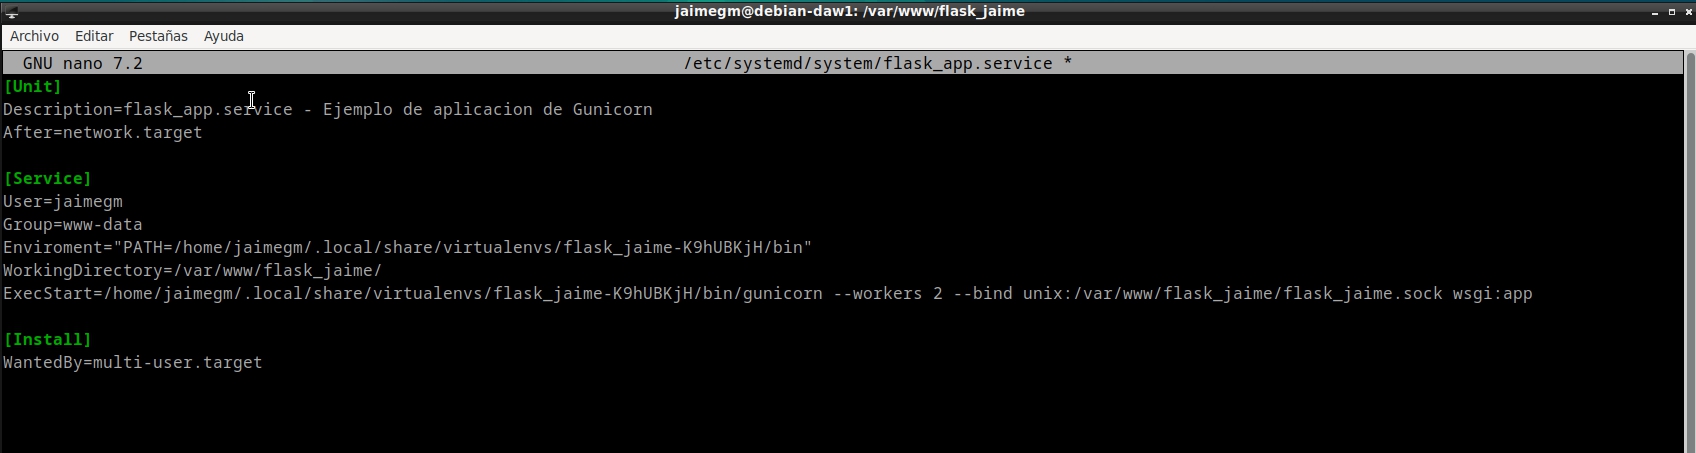 jaimegm@debian-daw1: /var/www/flask_jaime
Archivo Editar Pestañas Ayuda
GNU nano 7.2 /etc/systemd/system/flask_app.service *
[Unit]
Description=flask_app.service - Ejemplo de aplicacion de Gunicorn
After=network.target
[Service]
User=jaimegm
Group=www-data
Enviroment="PATH=/home/jaimegm/.local/share/virtualenvs/flask_jaime-K9hUBKjH/bin"
WorkingDirectory=/var/www/flask_jaime/
ExecStart=/home/jaimegm/.local/share/virtualenvs/flask_jaime-K9hUBKjH/bin/gunicorn --workers 2 --bind unix:/var/www/flask_jaime/flask_jaime.sock wsgi:app
[Install]
WantedBy=multi-user.target